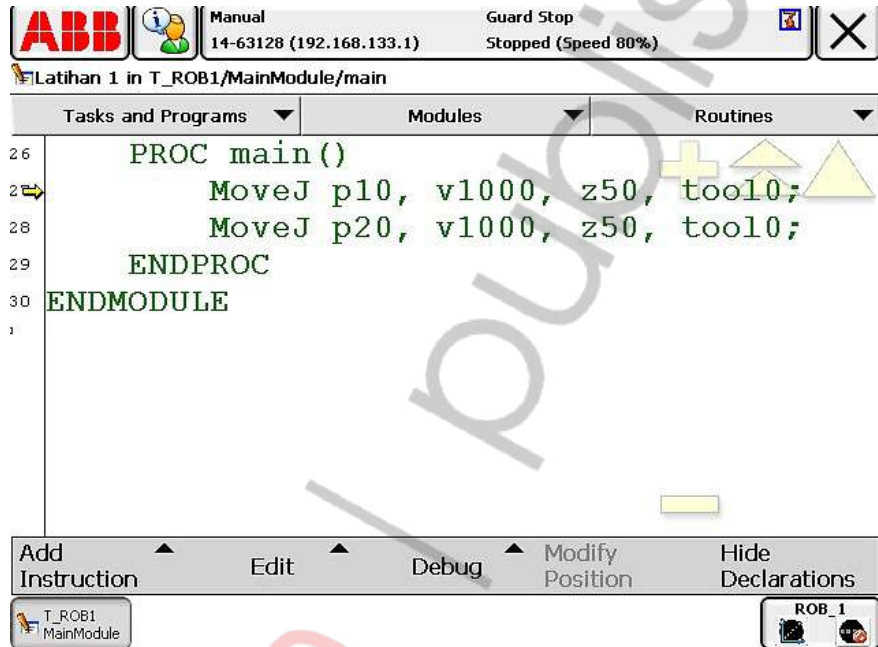 ABB
Manual
14-63128 (192.168.133.1)
Guard Stop
Stopped (Speed 80%)
Latihan 1 in T_ROB1/MainModule/main
Tasks and Programs
Modules
Routines
26 PROC main()
27 MoveJ p10, v1000, z50, tool0;
28 MoveJ p20, v1000, z50, tool0;
29 ENDPROC
30 ENDMODULE
Add Instruction
Edit
Debug
Modify Position
Hide Declarations
T_ROB1
MainModule
ROB_1
publis